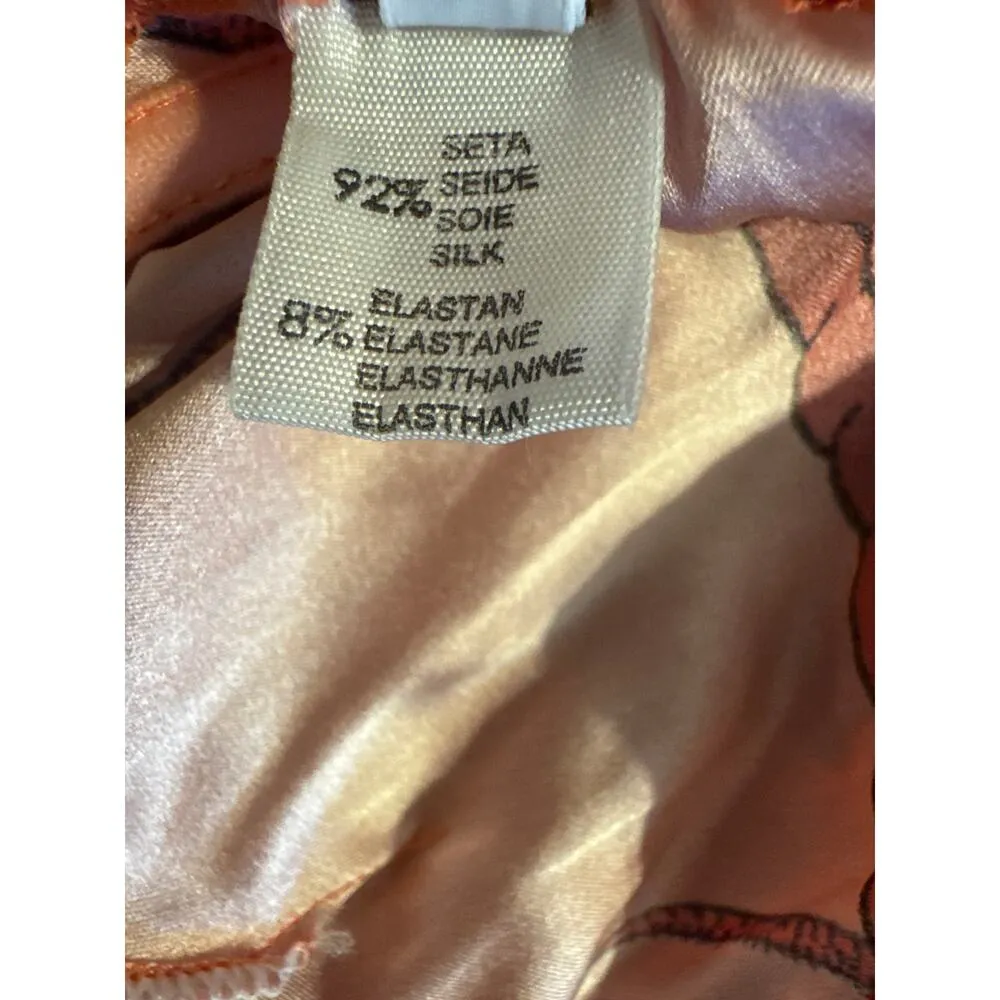 SETA
92% SEIDE
SOIE
SILK
ELASTAN
8% ELASTANE
ELASTHANNE
ELASTHAN